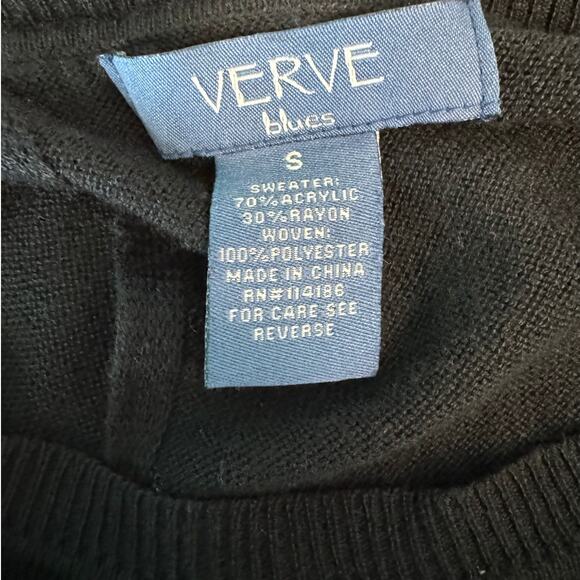 VERVE
blues
S
SWEATER:
70%ACRYLIC
30%RAYON
WOVEN:
100%POLYESTER
MADE IN CHINA
RN#114186
FOR CARE SEE
REVERSE